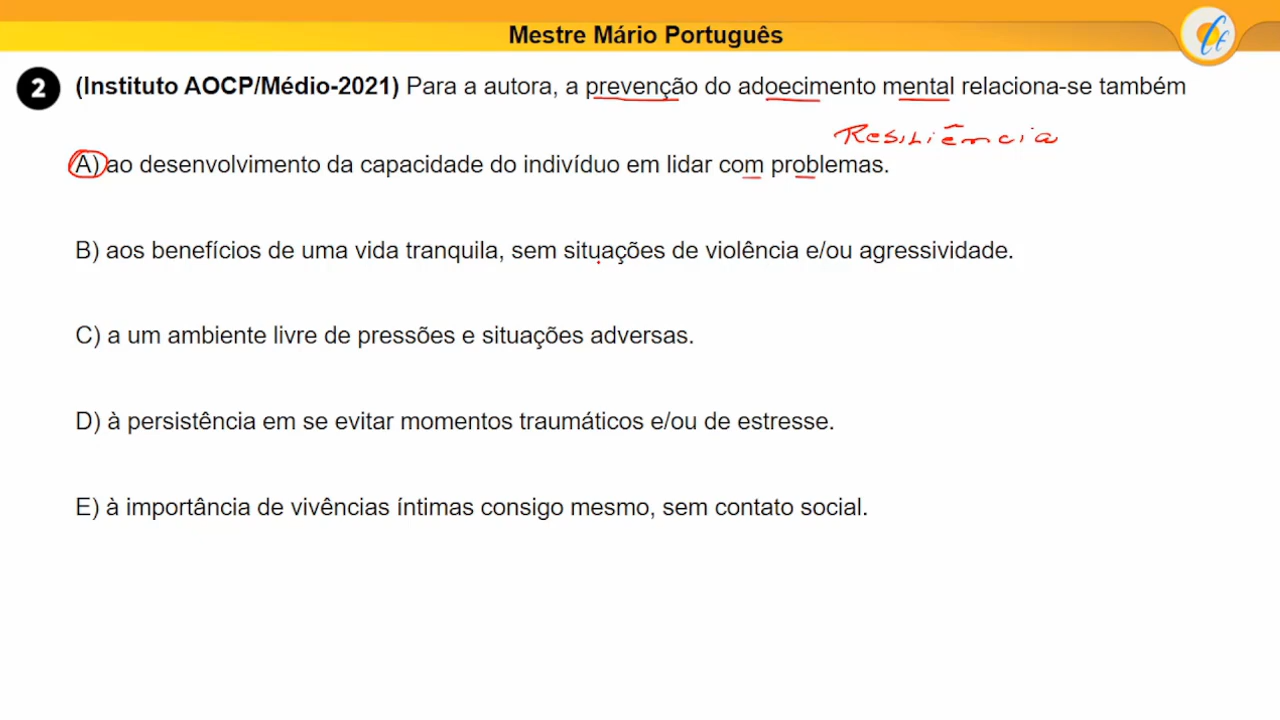 Mestre Mário Português
2 (Instituto AOCP/Médio-2021) Para a autora, a prevenção do adoecimento mental relaciona-se também
Resiliência
A) ao desenvolvimento da capacidade do indivíduo em lidar com problemas.
B) aos benefícios de uma vida tranquila, sem situações de violência e/ou agressividade.
C) a um ambiente livre de pressões e situações adversas.
D) à persistência em se evitar momentos traumáticos e/ou de estresse.
E) à importância de vivências íntimas consigo mesmo, sem contato social.